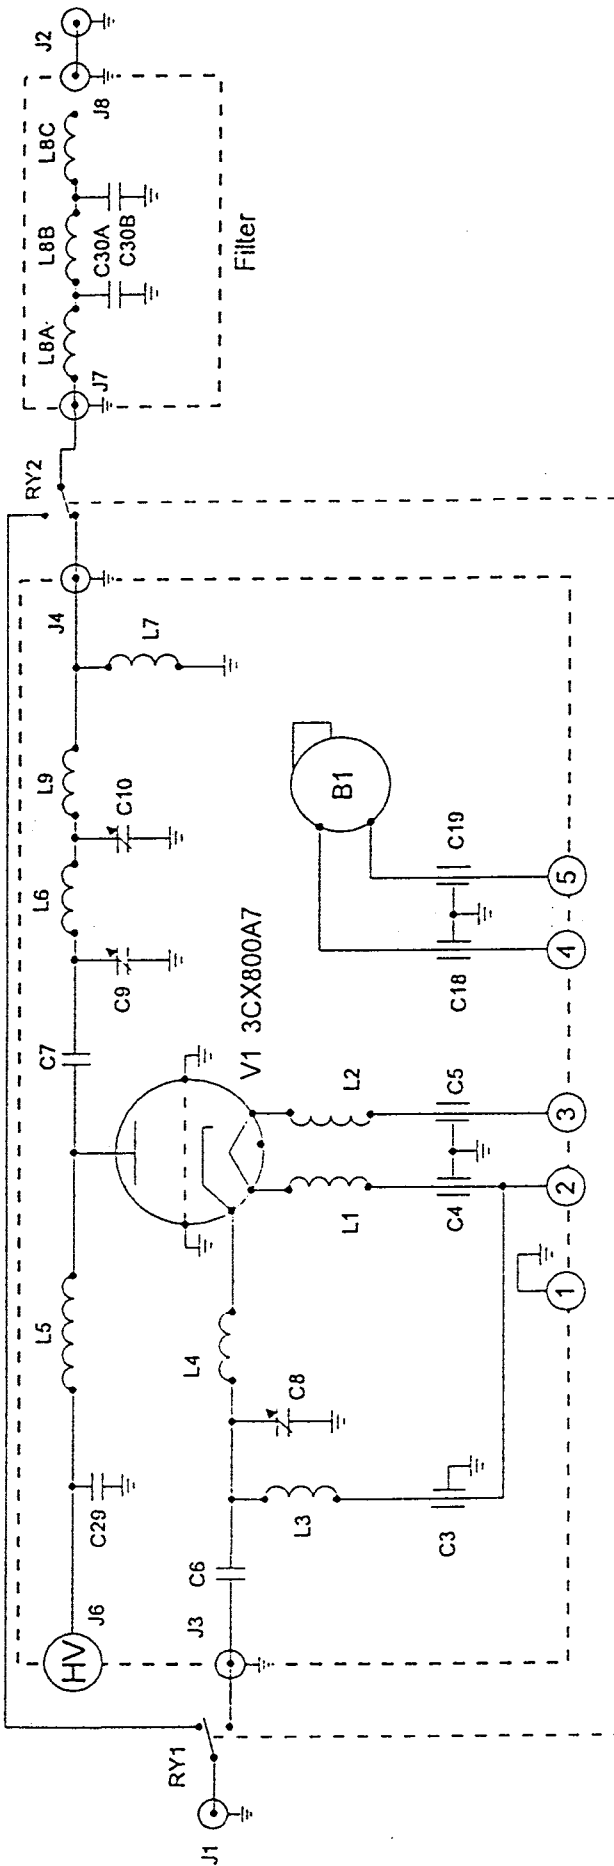 J2
J8
L8C
L8B
C30A
C30B
L8A
J7
Filter
RY2
J4
L7
L9
C10
L6
C9
C7
B1
C19
C18
5
4
V1 3CX800A7
L2
C5
3
L1
C4
2
1
L5
L4
C8
C29
L3
C3
HV
J6
C6
J3
RY1
J1